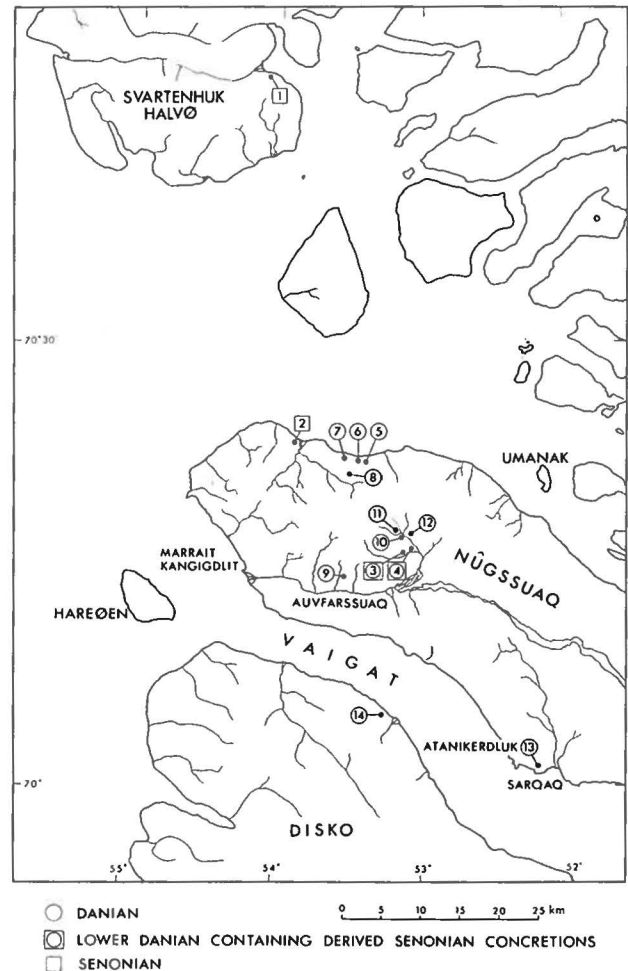 1
SVARTENHUK
HALVØ
70°30
2
7 6 5
8
UMANAK
11 12
10
MARRAIT
KANGIGDLIT
9 3 4
NÛGSSUAQ
AUVFARSSUAQ
HAREØEN
VAIGAT
14
ATANIKERDLUK 13
SARQAQ
70°
DISKO
55° 54° 53° 52°
DANIAN
0 5 10 15 20 25 km
LOWER DANIAN CONTAINING DERIVED SENONIAN CONCRETIONS
SENONIAN